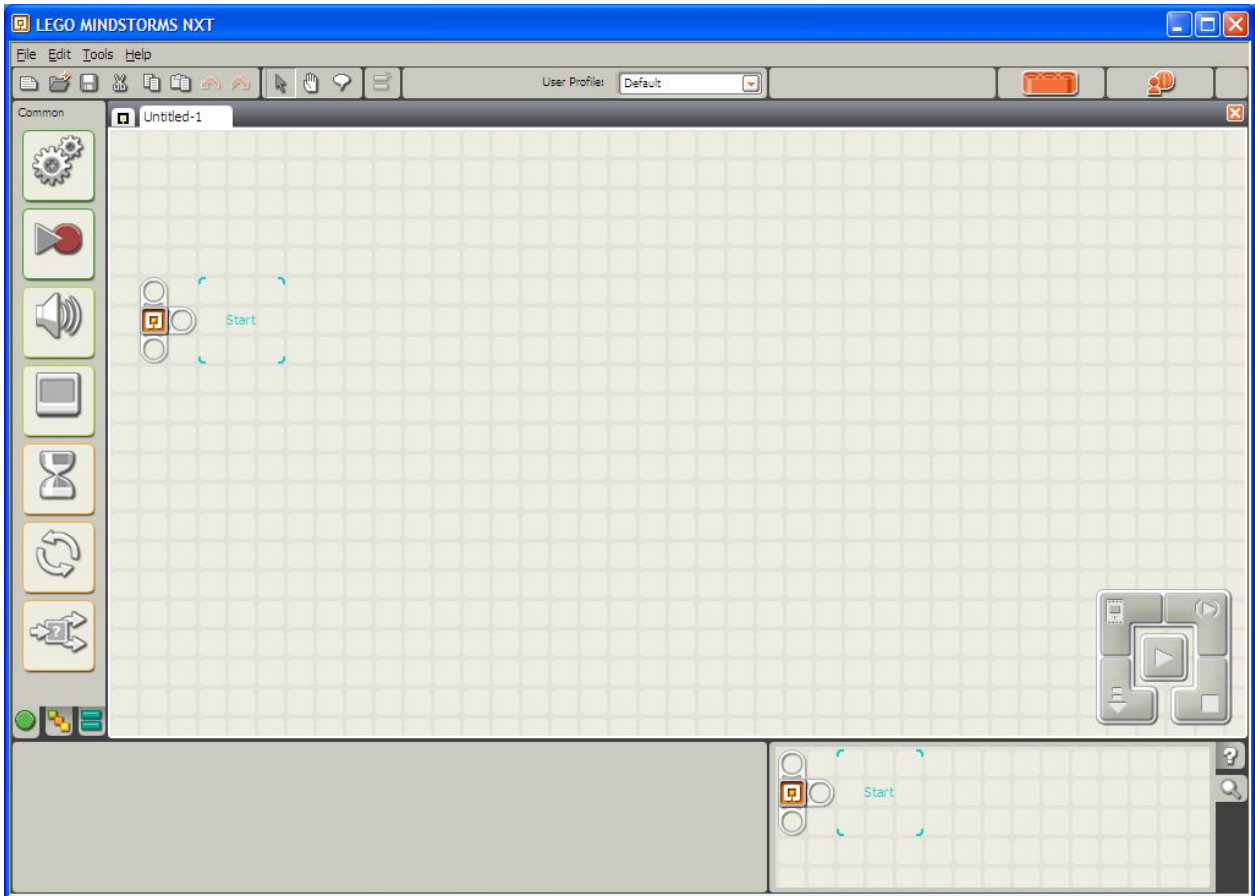 LEGO MINDSTORMS NXT
File Edit Tools Help
User Profile: Default
Common
Untitled-1
Start
Start